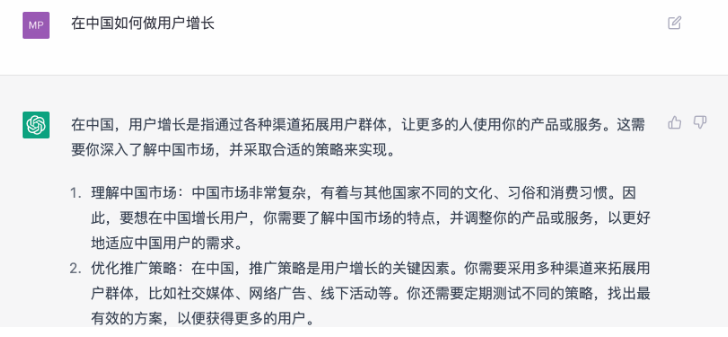 MP
在中国如何做用户增长
在中国，用户增长是指通过各种渠道拓展用户群体，让更多的人使用你的产品或服务。这需
要你深入了解中国市场，并采取合适的策略来实现。
1. 理解中国市场：中国市场非常复杂，有着与其他国家不同的文化、习俗和消费习惯。因
此，要想在中国增长用户，你需要了解中国市场的特点，并调整你的产品或服务，以更好
地适应中国用户的需求。
2. 优化推广策略：在中国，推广策略是用户增长的关键因素。你需要采用多种渠道来拓展用
户群体，比如社交媒体、网络广告、线下活动等。你还需要定期测试不同的策略，找出最
有效的方案，以便获得更多的用户。